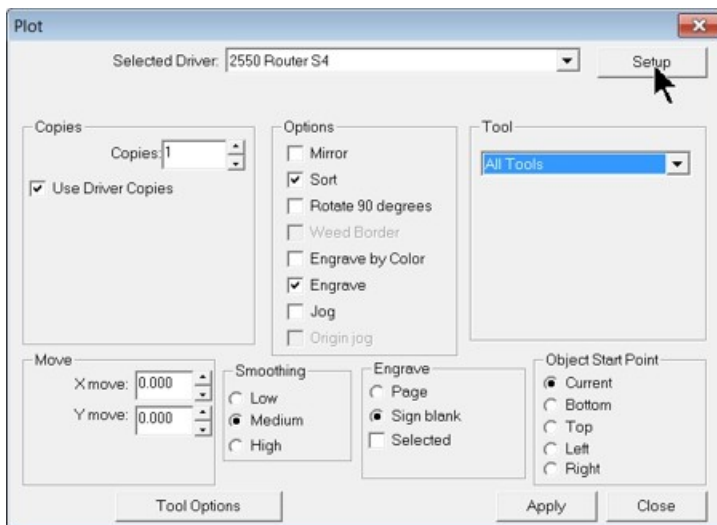 Plot
Selected Driver: 2550 Router S4
Setup
Copies
Copies: 1
Use Driver Copies
Options
Mirror
Sort
Rotate 90 degrees
Weed Border
Engrave by Color
Engrave
Jog
Origin jog
Tool
All Tools
Move
X move: 0.000
Y move: 0.000
Smoothing
Low
Medium
High
Engrave
Page
Sign blank
Selected
Object Start Point
Current
Bottom
Top
Left
Right
Tool Options
Apply
Close